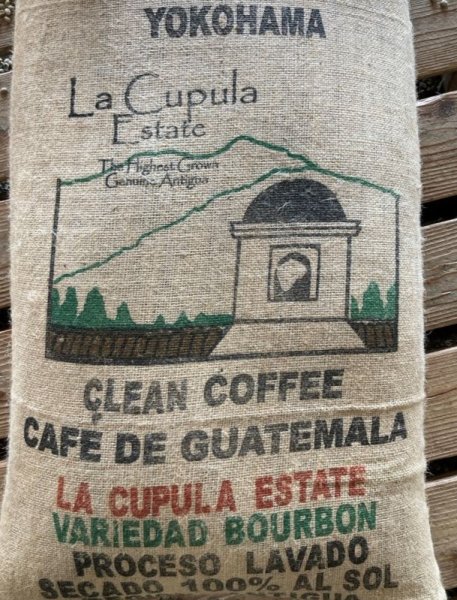 YOKOHAMA
La Cupula
Estate
The Highest Grown
Genuine Antigua
CLEAN COFFEE
CAFE DE GUATEMALA
LA CUPULA ESTATE
VARIEDAD BOURBON
PROCESO LAVADO
SECADO 100% AL SOL